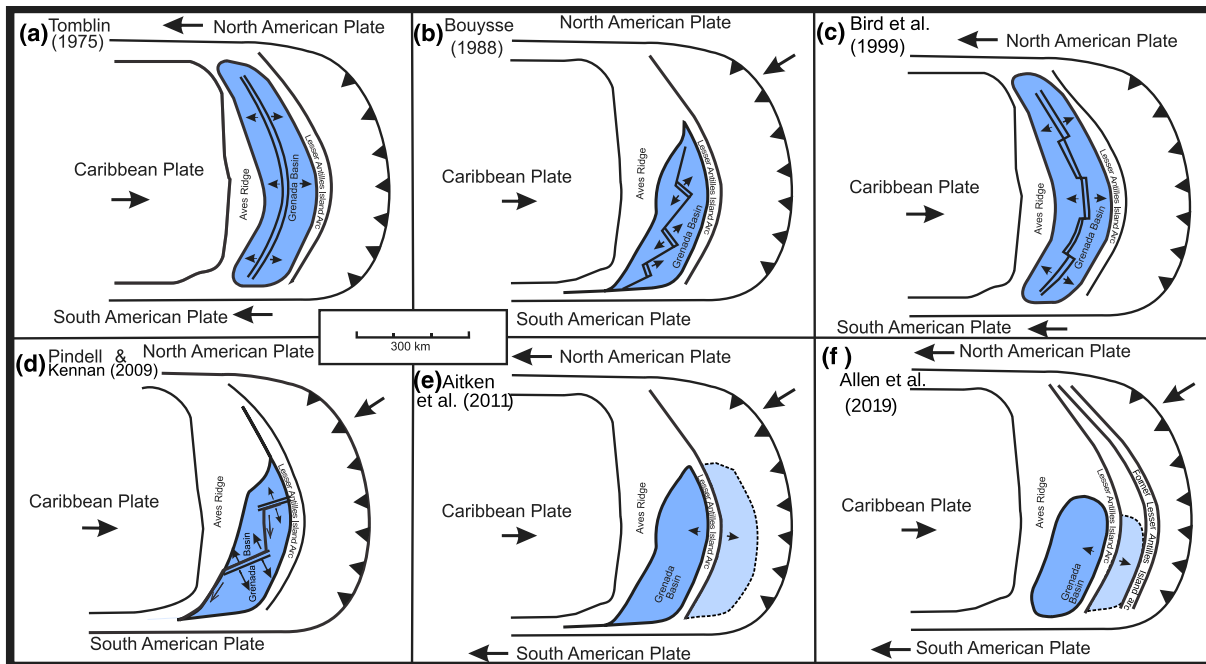 (a) Tomblin
(1975)
North American Plate
Caribbean Plate
Aves Ridge
Grenada Basin
Lesser Antilles Island Arc
South American Plate
(b) Bouysse
(1988)
North American Plate
Caribbean Plate
Aves Ridge
Grenada Basin
Lesser Antilles Island Arc
South American Plate
(c) Bird et al.
(1999)
North American Plate
Caribbean Plate
Aves Ridge
Grenada Basin
Lesser Antilles Island Arc
South American Plate
300 km
(d) Pindell &
Kennan (2009)
North American Plate
Caribbean Plate
Aves Ridge
Grenada Basin
Lesser Antilles Island Arc
South American Plate
(e) Aitken
et al. (2011)
North American Plate
Caribbean Plate
Aves Ridge
Grenada
Basin
Lesser Antilles Island Arc
South American Plate
(f) Allen et al.
(2019)
North American Plate
Caribbean Plate
Aves Ridge
Grenada
Basin
Lesser Antilles Island Arc
Fomer Lesser Antilles Island arc
South American Plate